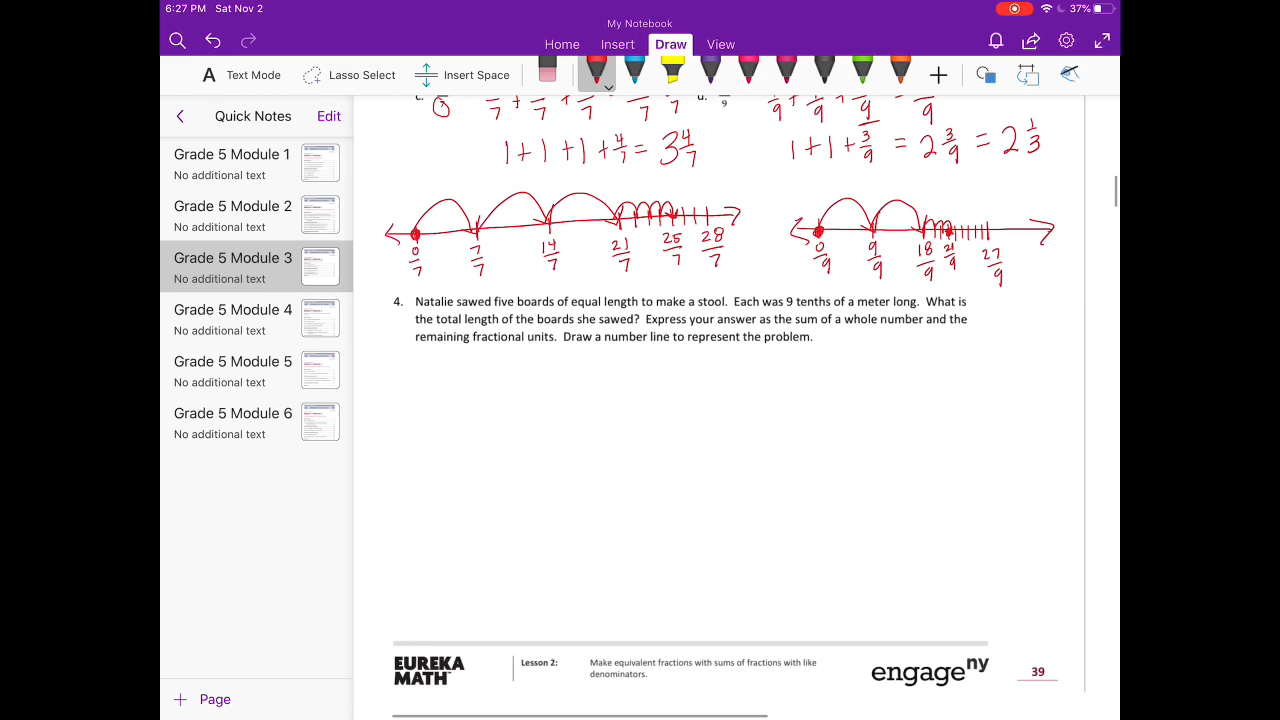 6:27 PM Sat Nov 2
37%
My Notebook
Home Insert Draw View
Text Mode Lasso Select Insert Space
Quick Notes Edit
Grade 5 Module 1
No additional text
Grade 5 Module 2
No additional text
Grade 5 Module 3
No additional text
Grade 5 Module 4
No additional text
Grade 5 Module 5
No additional text
Grade 5 Module 6
No additional text
Page
1 + 1 + 1 + 4/7 = 3 4/7
1 + 1 + 3/9 = 2 3/9 = 2 1/3
0/7 7/7 14/7 21/7 25/7 28/7
0/9 9/9 18/9 21/9 27/9
4. Natalie sawed five boards of equal length to make a stool. Each was 9 tenths of a meter long. What is
the total length of the boards she sawed? Express your answer as the sum of a whole number and the
remaining fractional units. Draw a number line to represent the problem.
EUREKA
MATH™
Lesson 2: Make equivalent fractions with sums of fractions with like
denominators.
engage ny
39